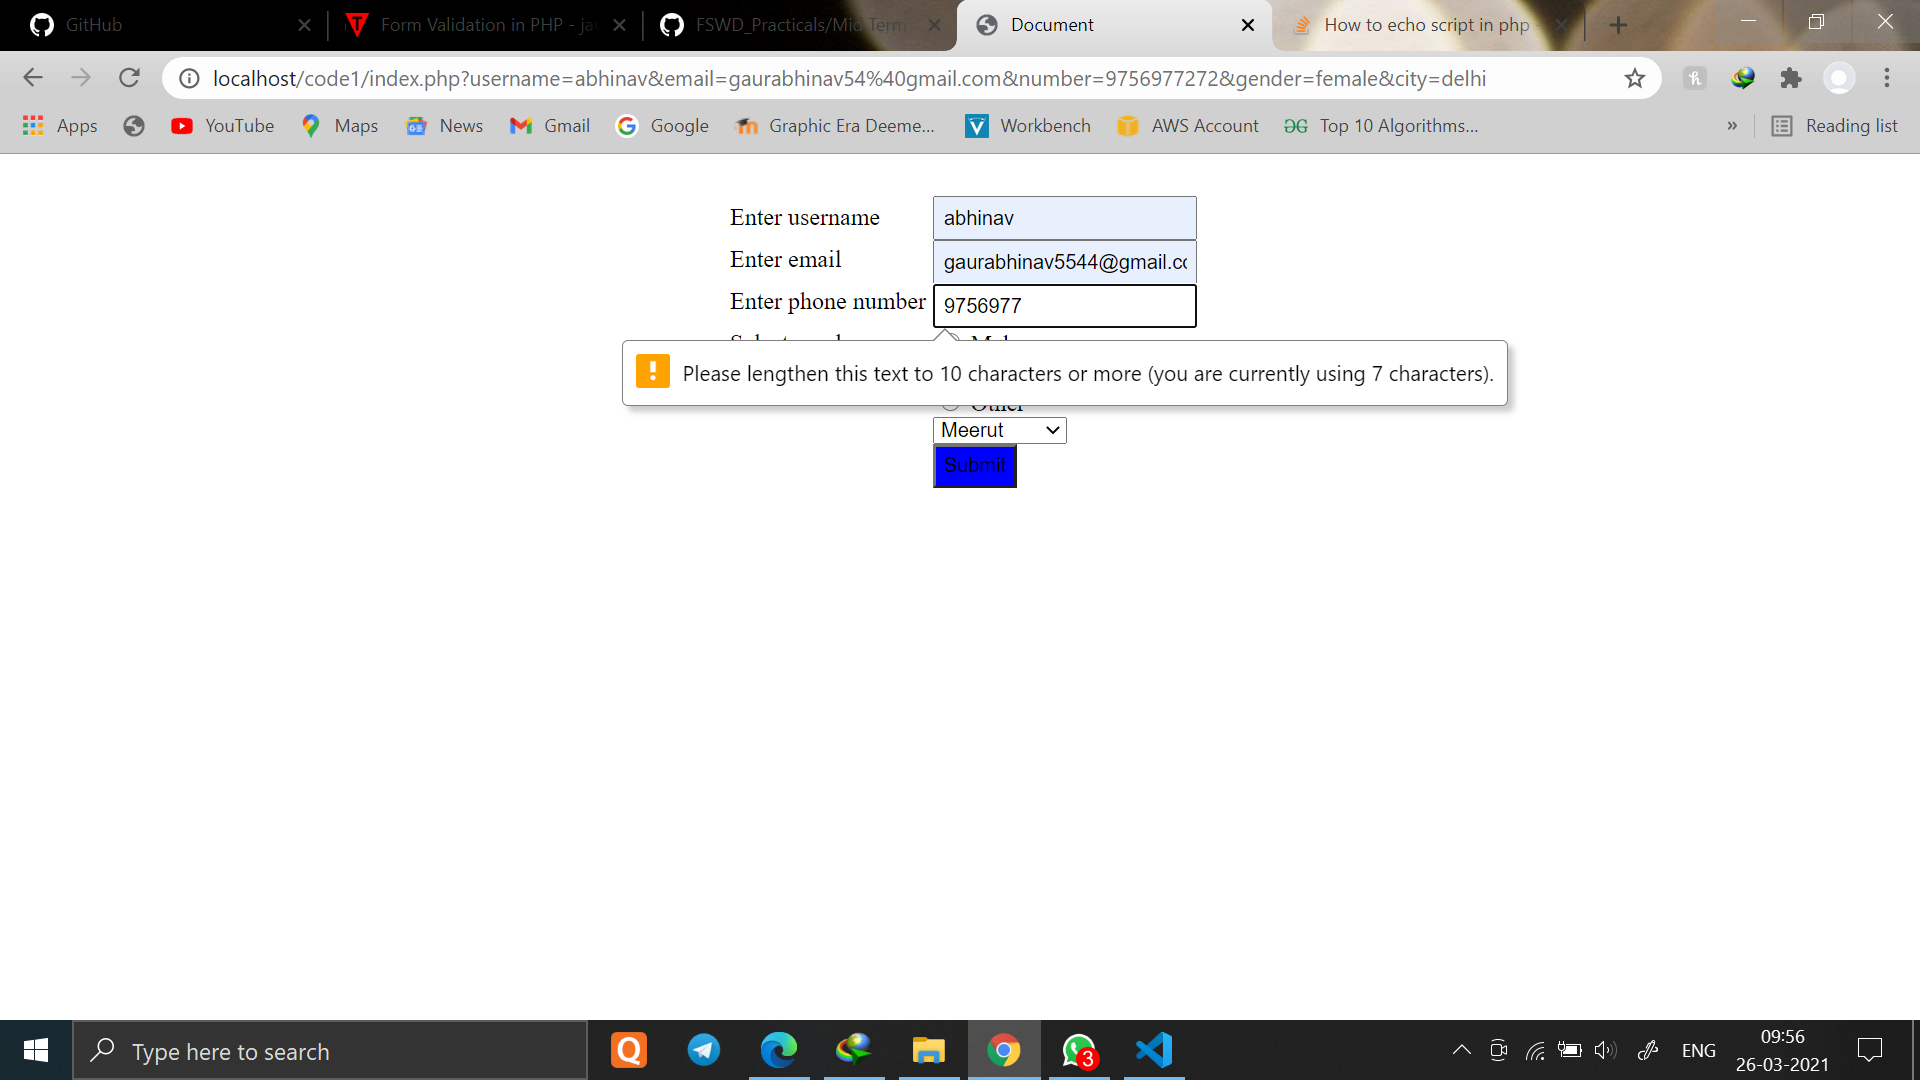 GitHub
Form Validation in PHP - jav
FSWD_Practicals/Mid Term
Document
How to echo script in php
localhost/code1/index.php?username=abhinav&email=gaurabhinav54%40gmail.com&number=9756977272&gender=female&city=delhi
Apps
YouTube
Maps
News
Gmail
Google
Graphic Era Deeme...
Workbench
AWS Account
Top 10 Algorithms...
»
Reading list
Enter username
abhinav
Enter email
gaurabhinav5544@gmail.co
Enter phone number
9756977
Please lengthen this text to 10 characters or more (you are currently using 7 characters).
Other
Meerut
Submit
Type here to search
3
ENG
09:56
26-03-2021